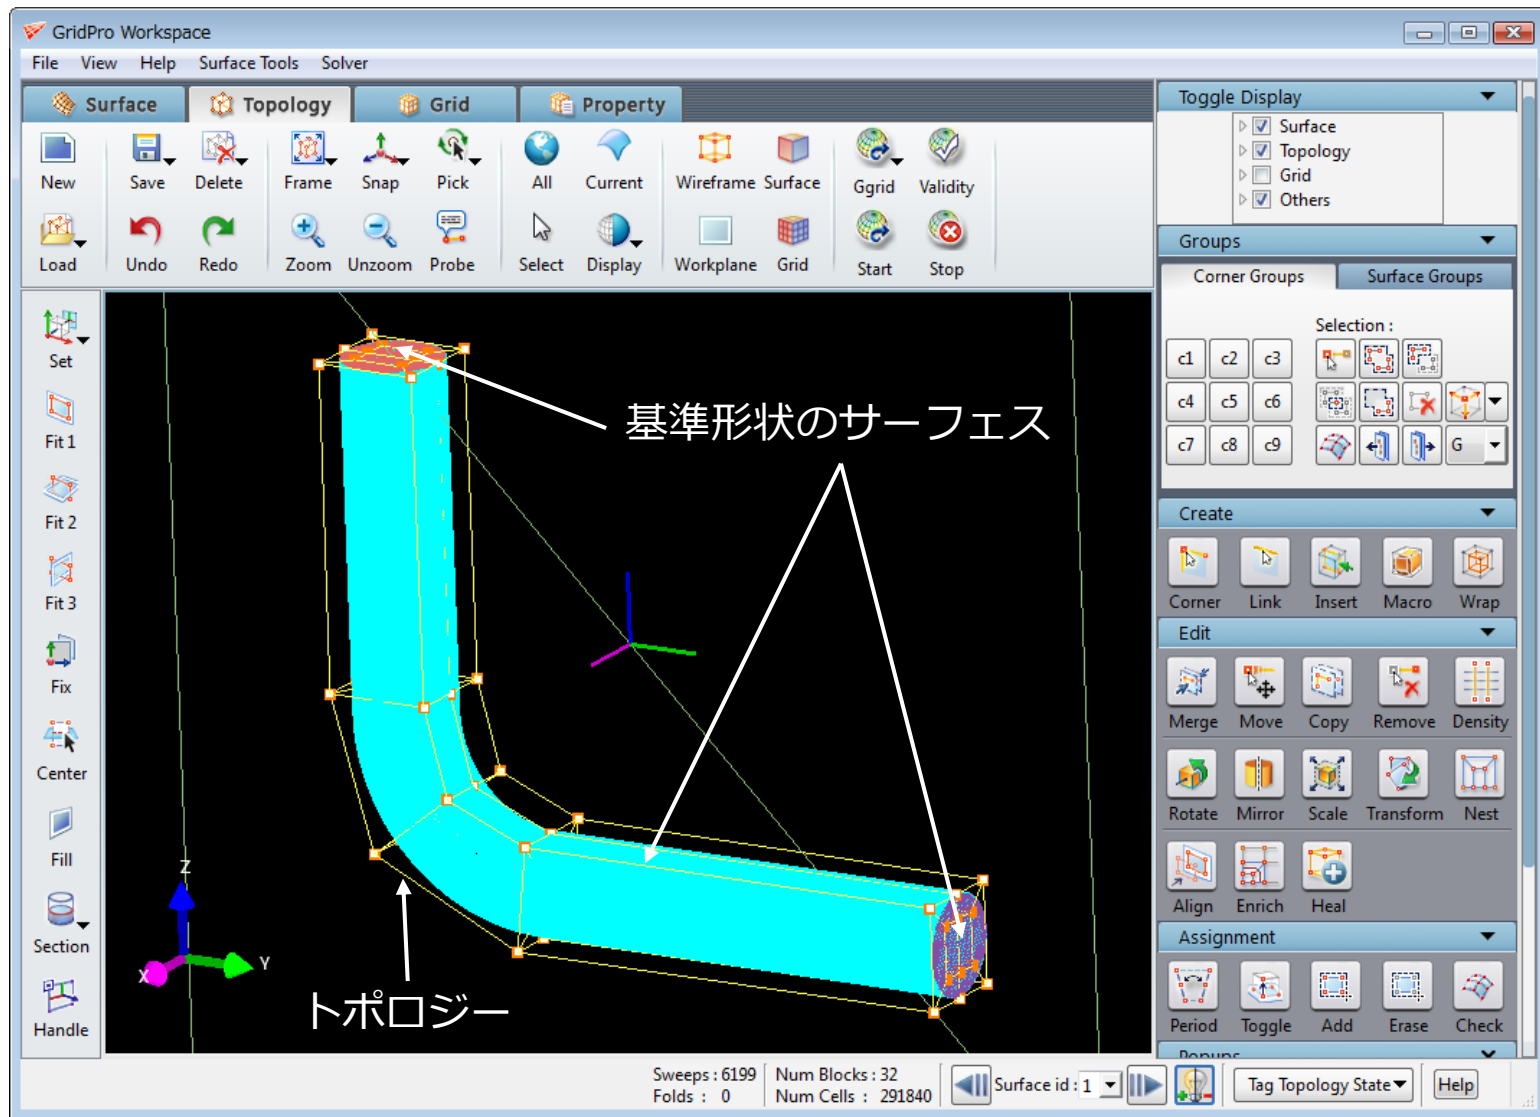 GridPro Workspace
File View Help Surface Tools Solver
Surface Topology Grid Property
New Save Delete Frame Snap Pick All Current Wireframe Surface Ggrid Validity
Load Undo Redo Zoom Unzoom Probe Select Display Workplane Grid Start Stop
Set
Fit 1
Fit 2
Fit 3
Fix
Center
Fill
Section
Handle
基準形状のサーフェス
トポロジー
Z
X
Y
Toggle Display
Surface
Topology
Grid
Others
Groups
Corner Groups Surface Groups
Selection :
c1 c2 c3
c4 c5 c6
c7 c8 c9 G
Create
Corner Link Insert Macro Wrap
Edit
Merge Move Copy Remove Density
Rotate Mirror Scale Transform Nest
Align Enrich Heal
Assignment
Period Toggle Add Erase Check
Popups
Sweeps : 6199 Num Blocks : 32
Folds : 0 Num Cells : 291840
Surface id : 1 Tag Topology State Help